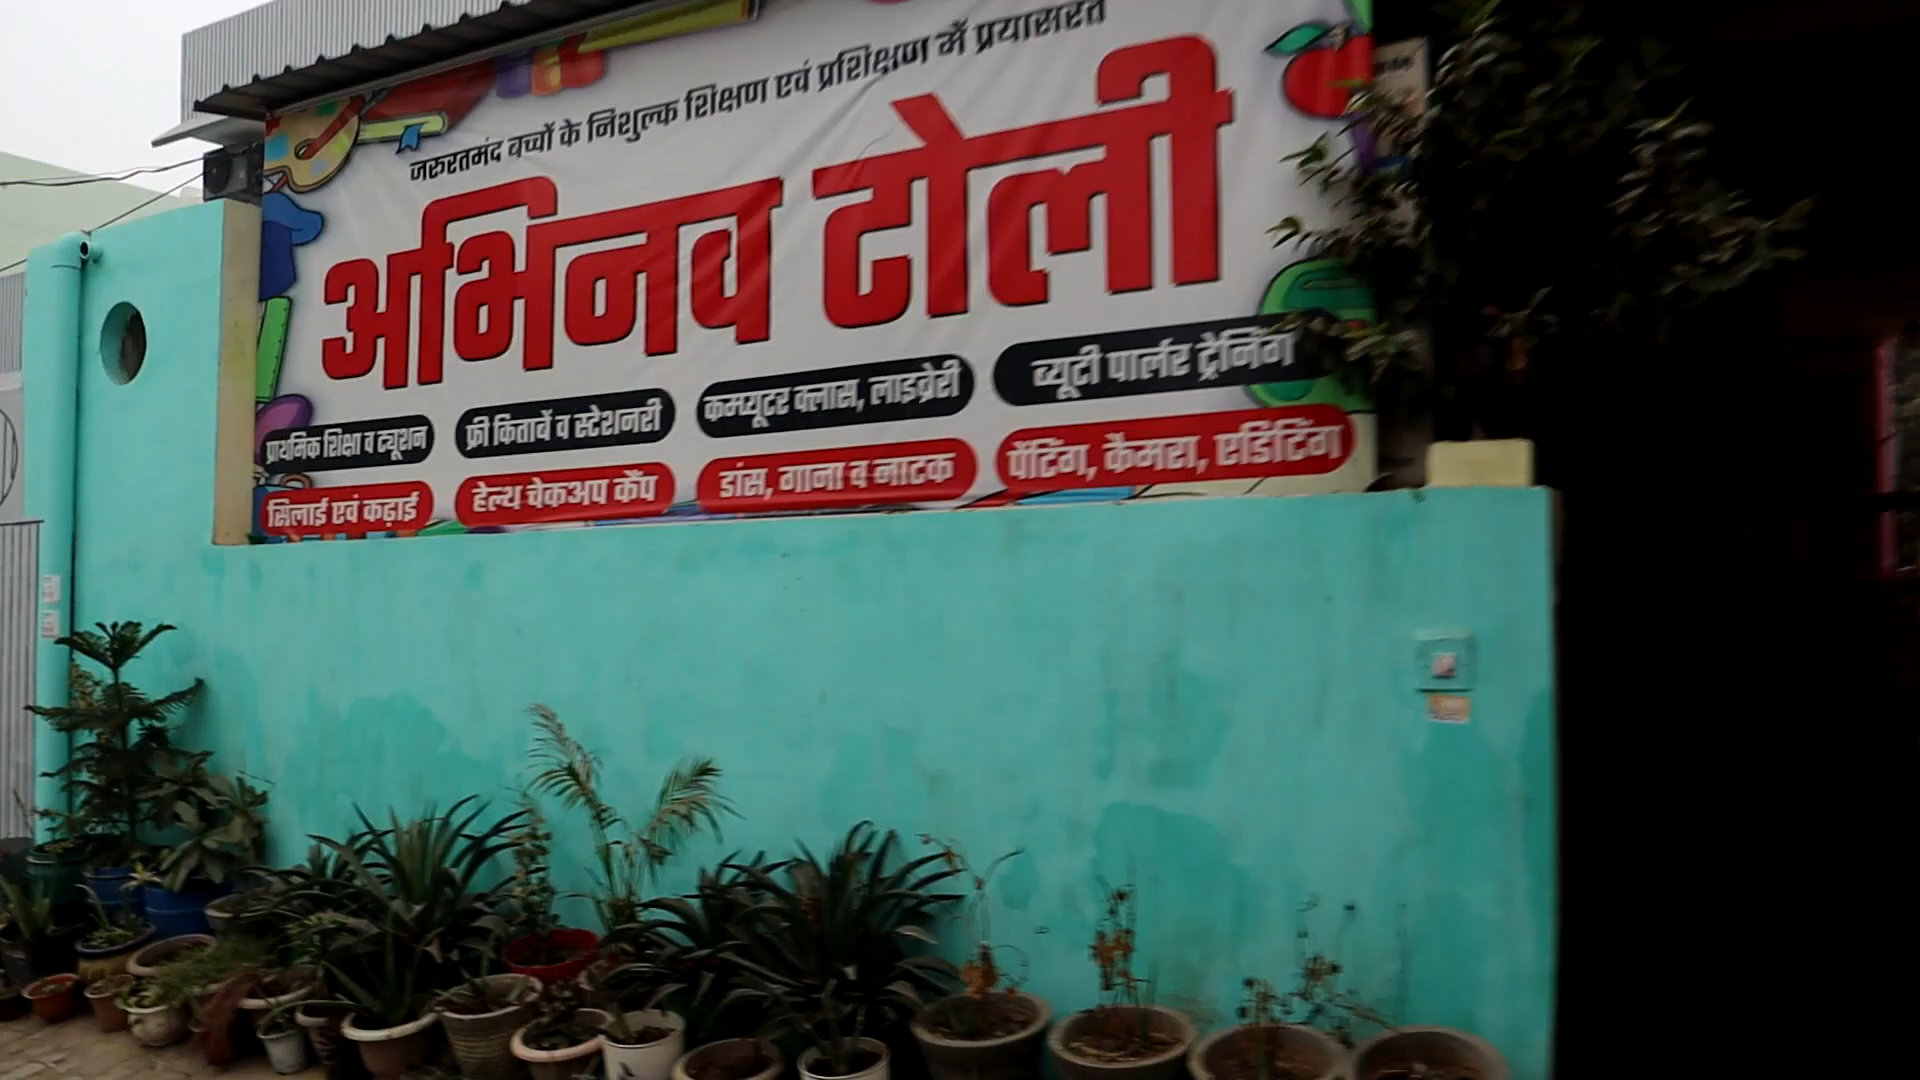 जरूरतमंद बच्चों के निशुल्क शिक्षण एवं प्रशिक्षण में प्रयासरत
अभिनव टोली
प्राथमिक शिक्षा व ट्यूशन
फ्री किताबें व स्टेशनरी
कम्प्यूटर क्लास, लाइब्रेरी
ब्यूटी पार्लर ट्रेनिंग
सिलाई एवं कढ़ाई
हेल्थ चेकअप कैंप
डांस, गाना व नाटक
पेंटिंग, कैमरा, एडिटिंग